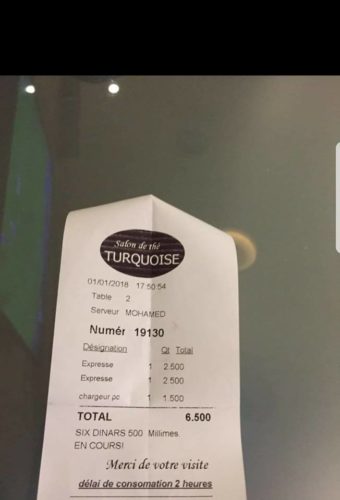 Salon de thé
TURQUOISE
01/01/2018 17:50:54
Table 2
Serveur MOHAMED
Numér 19130
Désignation Qt Total
Expresse 1 2.500
Expresse 1 2 500
chargeur pc 1 1.500
TOTAL 6.500
SIX DINARS 500 Millimes
EN COURS!
Merci de votre visite
délai de consomation 2 heures